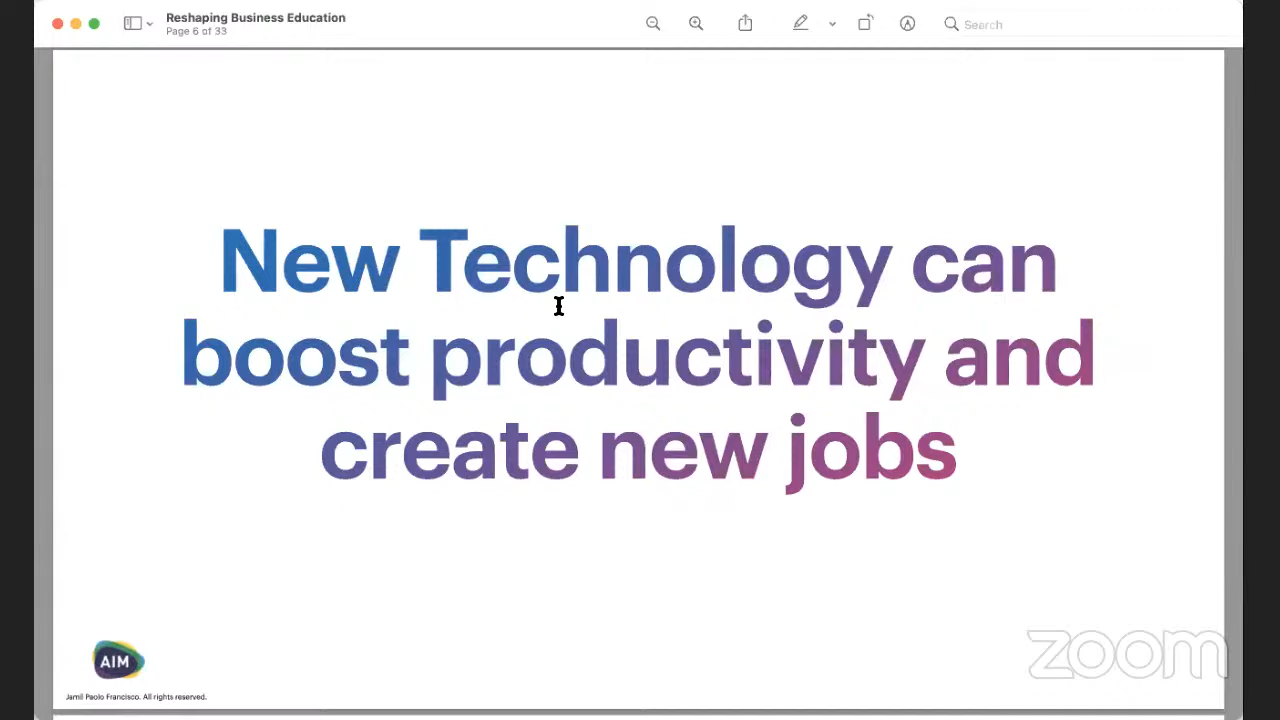 Reshaping Business Education
Page 6 of 33
Search
New Technology can
boost productivity and
create new jobs
AIM
Jamil Paolo Francisco. All rights reserved.
zoom